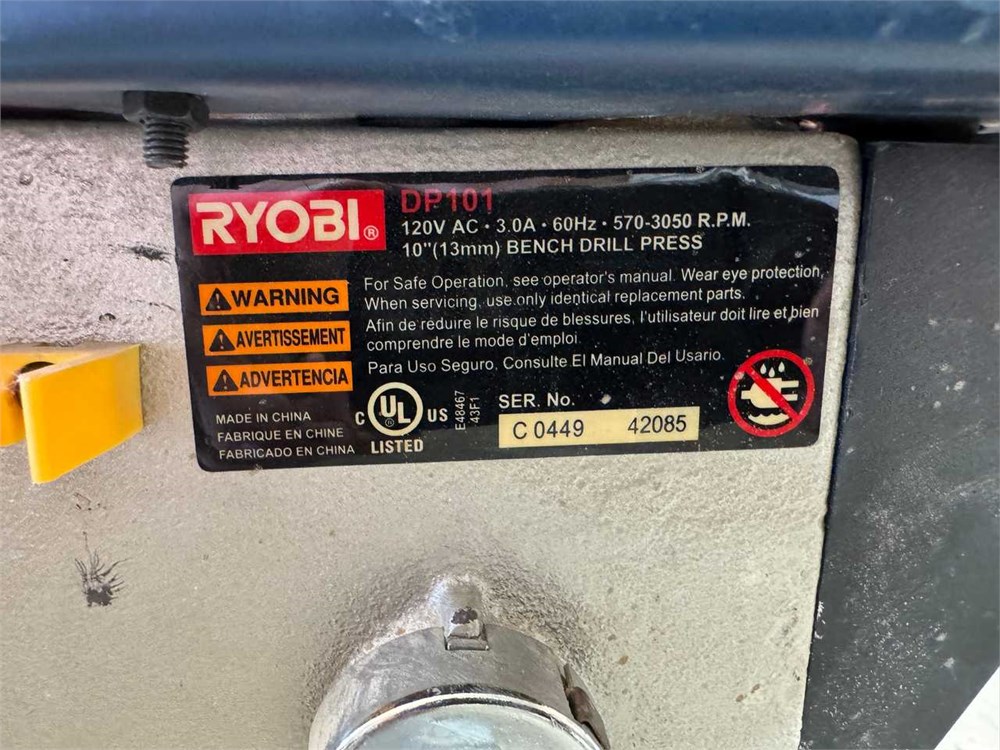 RYOBI®
DP101
120V AC • 3.0A • 60Hz • 570-3050 R.P.M.
10"(13mm) BENCH DRILL PRESS
WARNING
AVERTISSEMENT
ADVERTENCIA
For Safe Operation, see operator's manual. Wear eye protection,
When servicing, use only identical replacement parts.
Afin de reduire le risque de blessures, l'utilisateur doit lire et bien
comprendre le mode d'emploi
Para Uso Seguro, Consulte El Manual Del Usario.
MADE IN CHINA
FABRIQUE EN CHINE
FABRICADO EN CHINA
C UL ® US
LISTED
E48467
43F1
SER. No.
C 0449 42085